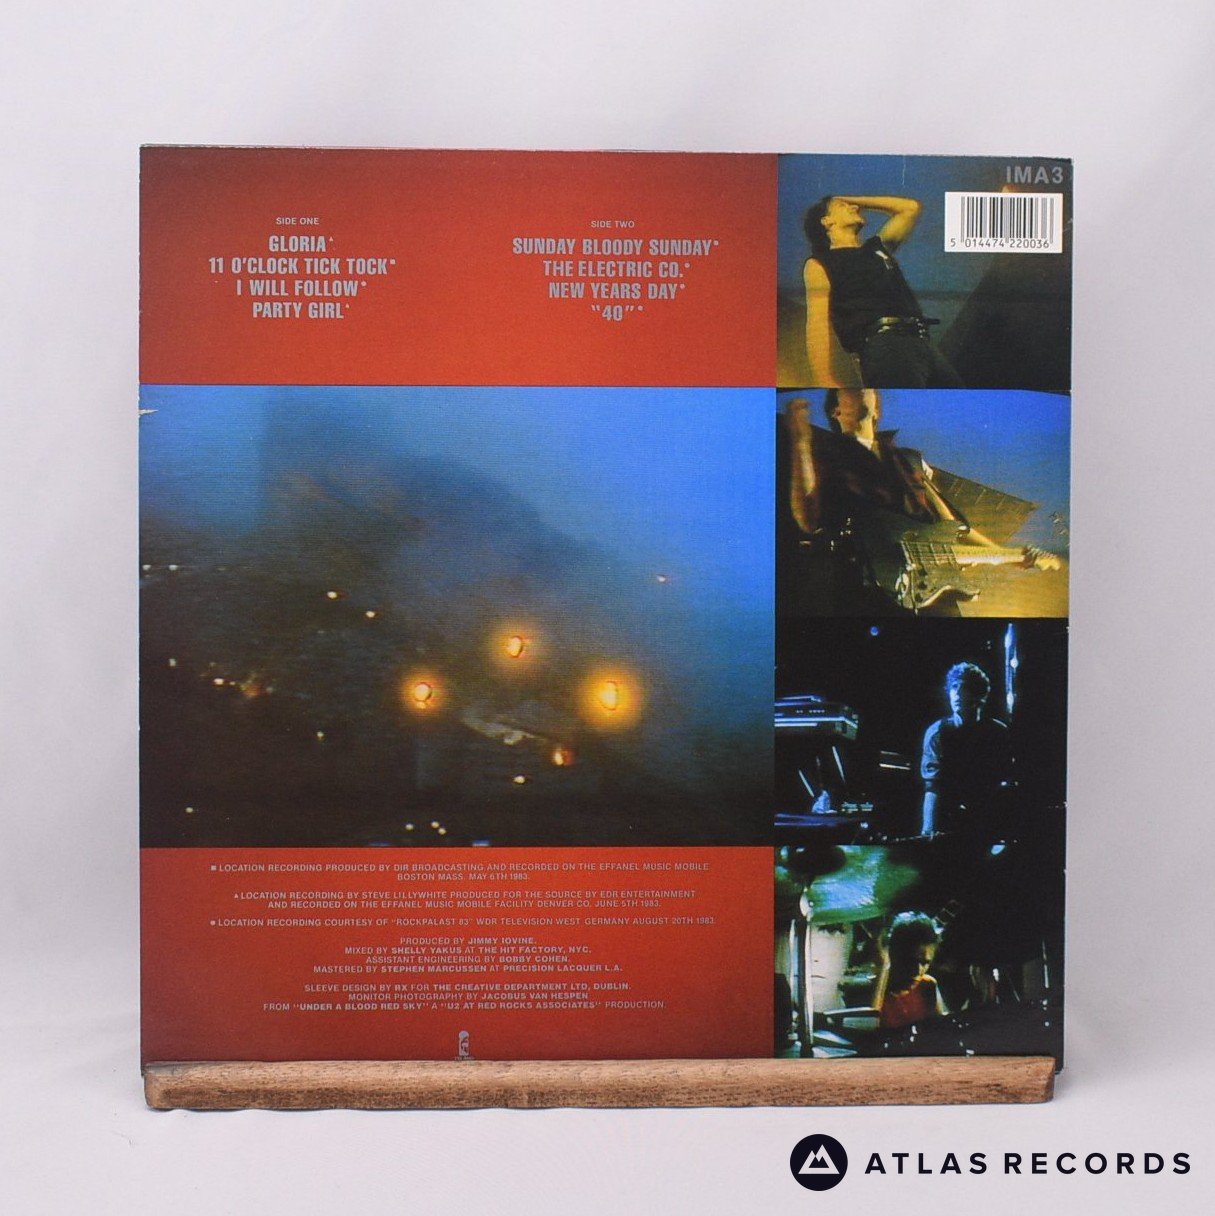 IMA3
5 014474 220036
SIDE ONE
GLORIA▲
11 O'CLOCK TICK TOCK●
I WILL FOLLOW●
PARTY GIRL▲
SIDE TWO
SUNDAY BLOODY SUNDAY●
THE ELECTRIC CO.■
NEW YEARS DAY●
"40"●
■ LOCATION RECORDING PRODUCED BY DIR BROADCASTING AND RECORDED ON THE EFFANEL MUSIC MOBILE
BOSTON MASS. MAY 6TH 1983.
▲ LOCATION RECORDING BY STEVE LILLYWHITE PRODUCED FOR THE SOURCE BY EDR ENTERTAINMENT
AND RECORDED ON THE EFFANEL MUSIC MOBILE FACILITY DENVER CO. JUNE 5TH 1983.
● LOCATION RECORDING COURTESY OF "ROCKPALAST 83" WDR TELEVISION WEST GERMANY AUGUST 20TH 1983.
PRODUCED BY JIMMY IOVINE.
MIXED BY SHELLY YAKUS AT THE HIT FACTORY, NYC.
ASSISTANT ENGINEERING BY BOBBY COHEN.
MASTERED BY STEPHEN MARCUSSEN AT PRECISION LACQUER L.A.
SLEEVE DESIGN BY RX FOR THE CREATIVE DEPARTMENT LTD, DUBLIN.
MONITOR PHOTOGRAPHY BY JACOBUS VAN HESPEN.
FROM "UNDER A BLOOD RED SKY" A "U2 AT RED ROCKS ASSOCIATES" PRODUCTION.
ATLAS RECORDS